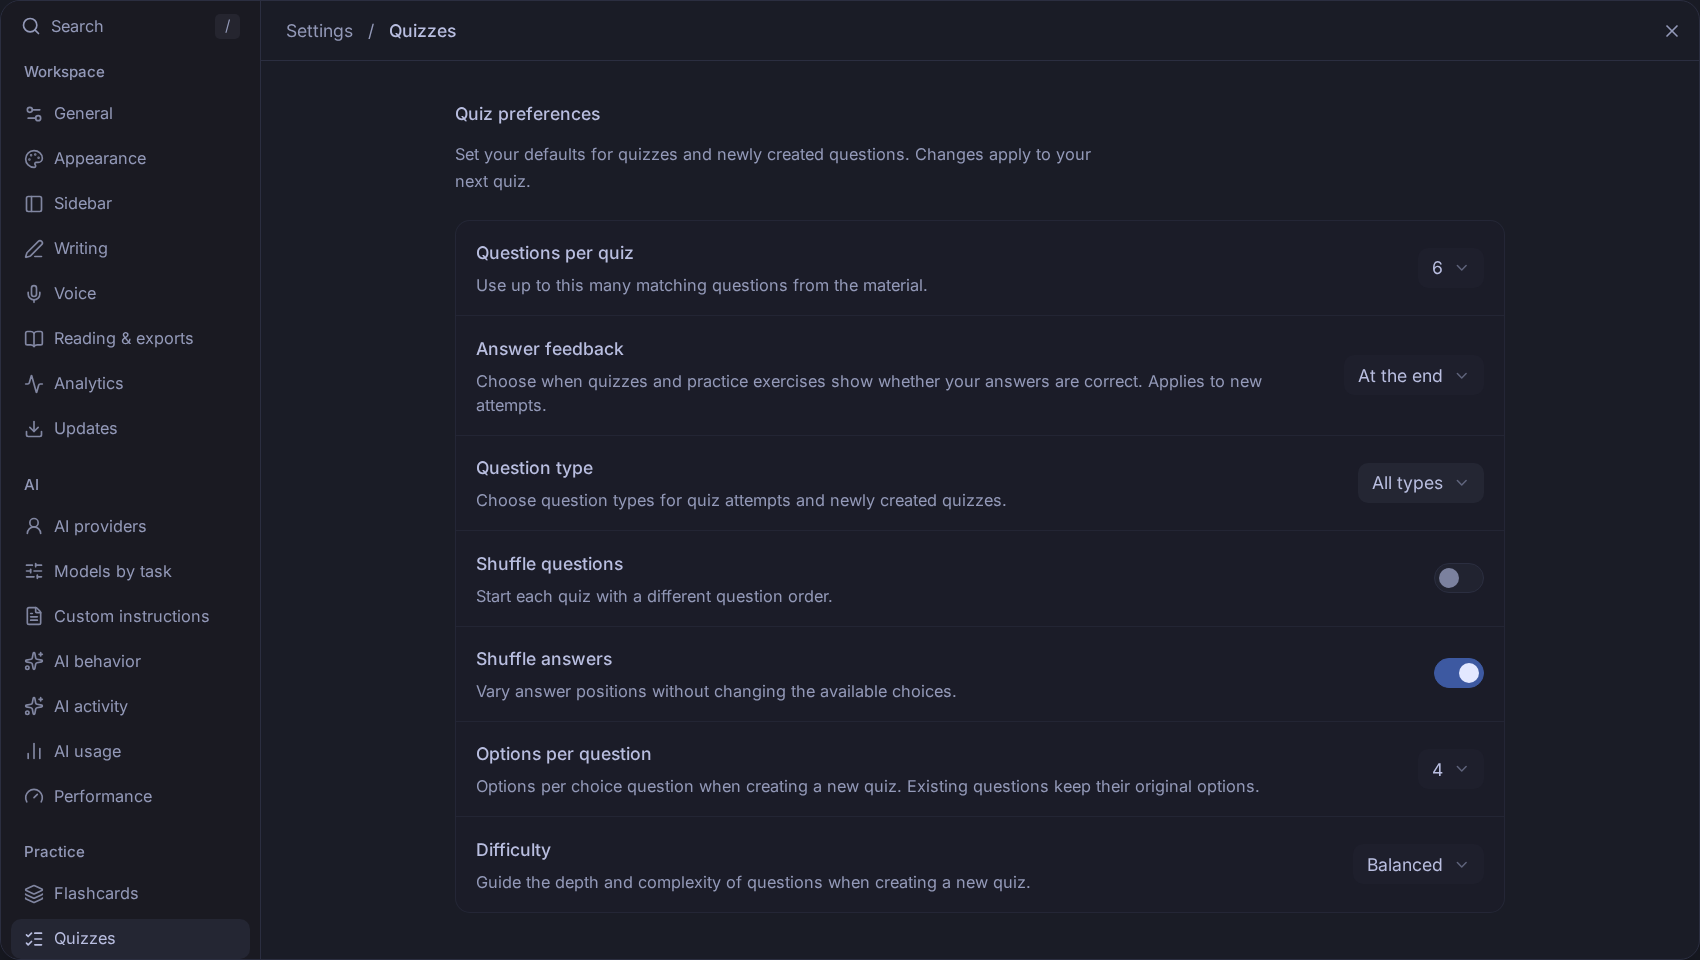 Search
/
Workspace
General
Appearance
Sidebar
Writing
Voice
Reading & exports
Analytics
Updates
AI
AI providers
Models by task
Custom instructions
AI behavior
AI activity
AI usage
Performance
Practice
Flashcards
Quizzes
Settings / Quizzes
Quiz preferences
Set your defaults for quizzes and newly created questions. Changes apply to your
next quiz.
Questions per quiz
Use up to this many matching questions from the material.
6
Answer feedback
Choose when quizzes and practice exercises show whether your answers are correct. Applies to new
attempts.
At the end
Question type
Choose question types for quiz attempts and newly created quizzes.
All types
Shuffle questions
Start each quiz with a different question order.
Shuffle answers
Vary answer positions without changing the available choices.
Options per question
Options per choice question when creating a new quiz. Existing questions keep their original options.
4
Difficulty
Guide the depth and complexity of questions when creating a new quiz.
Balanced